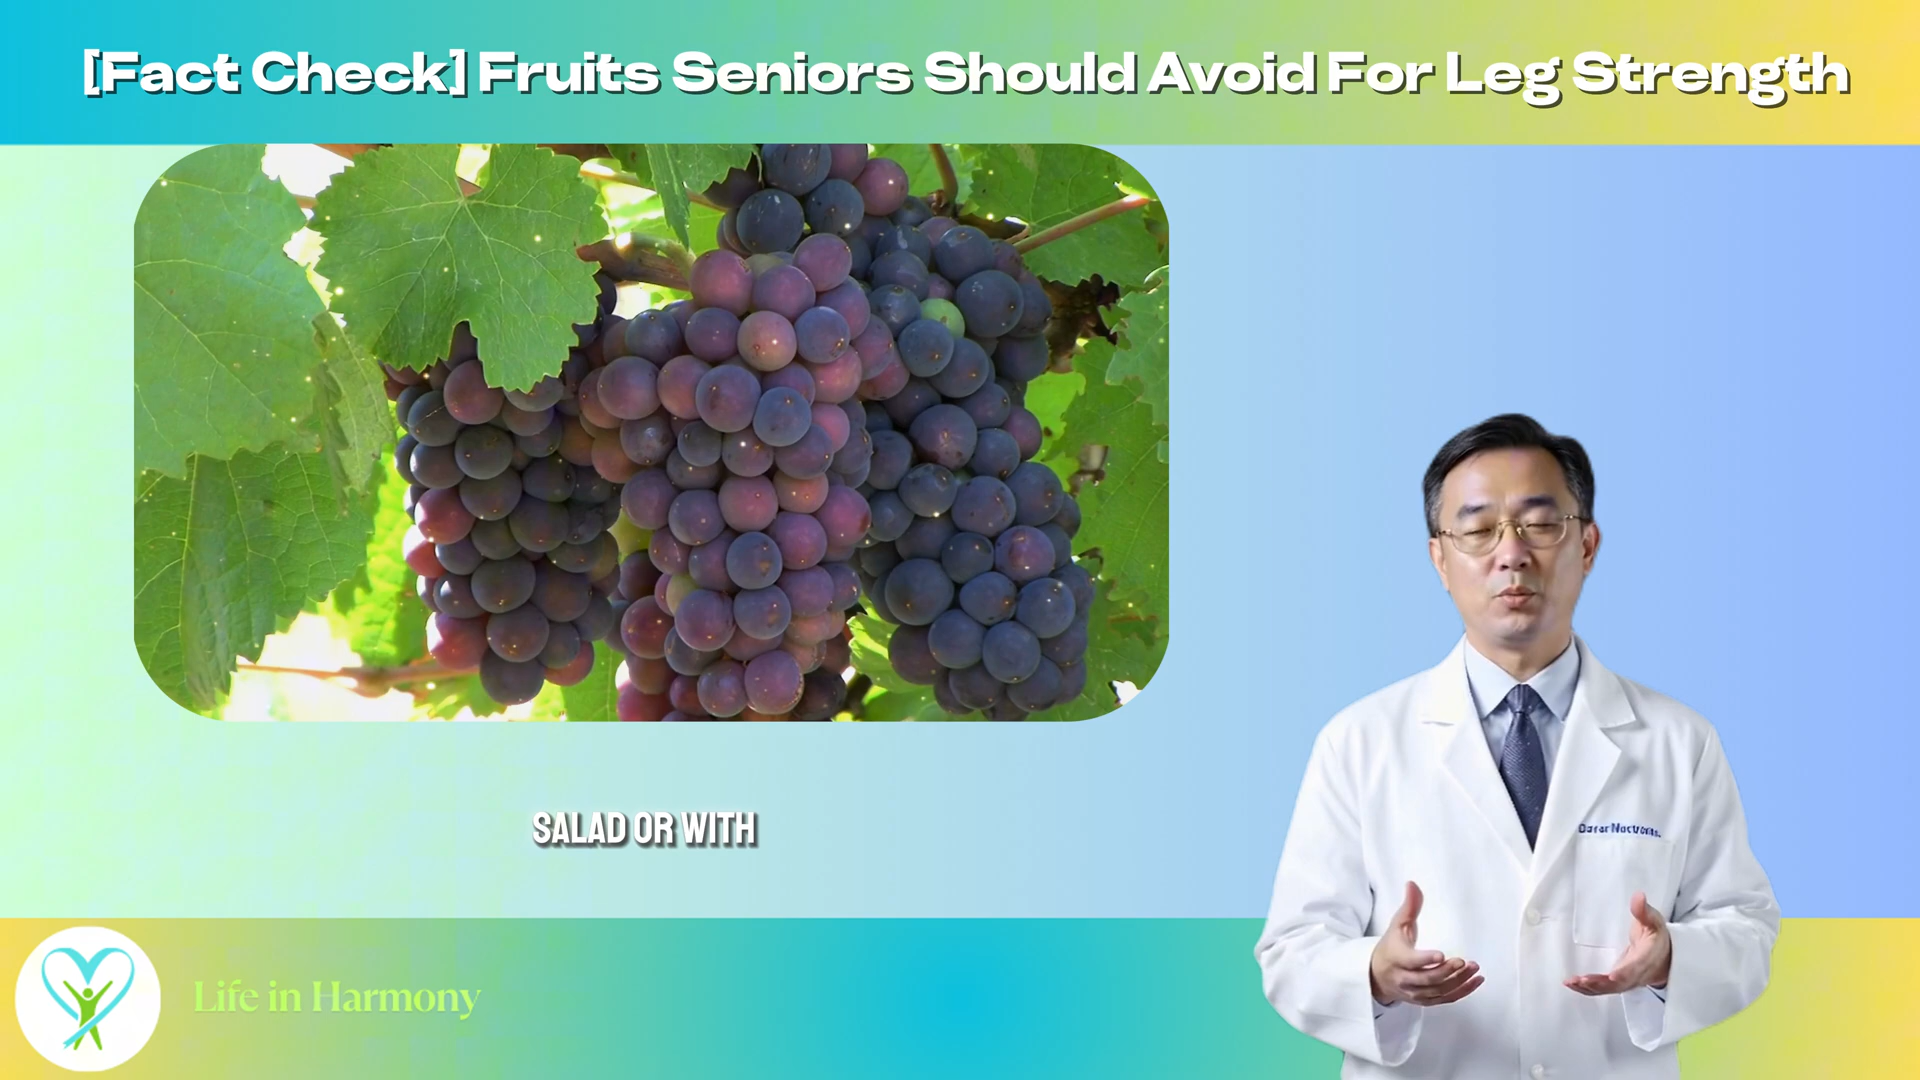 [Fact Check] Fruits Seniors Should Avoid For Leg Strength
SALAD OR WITH
Life in Harmony